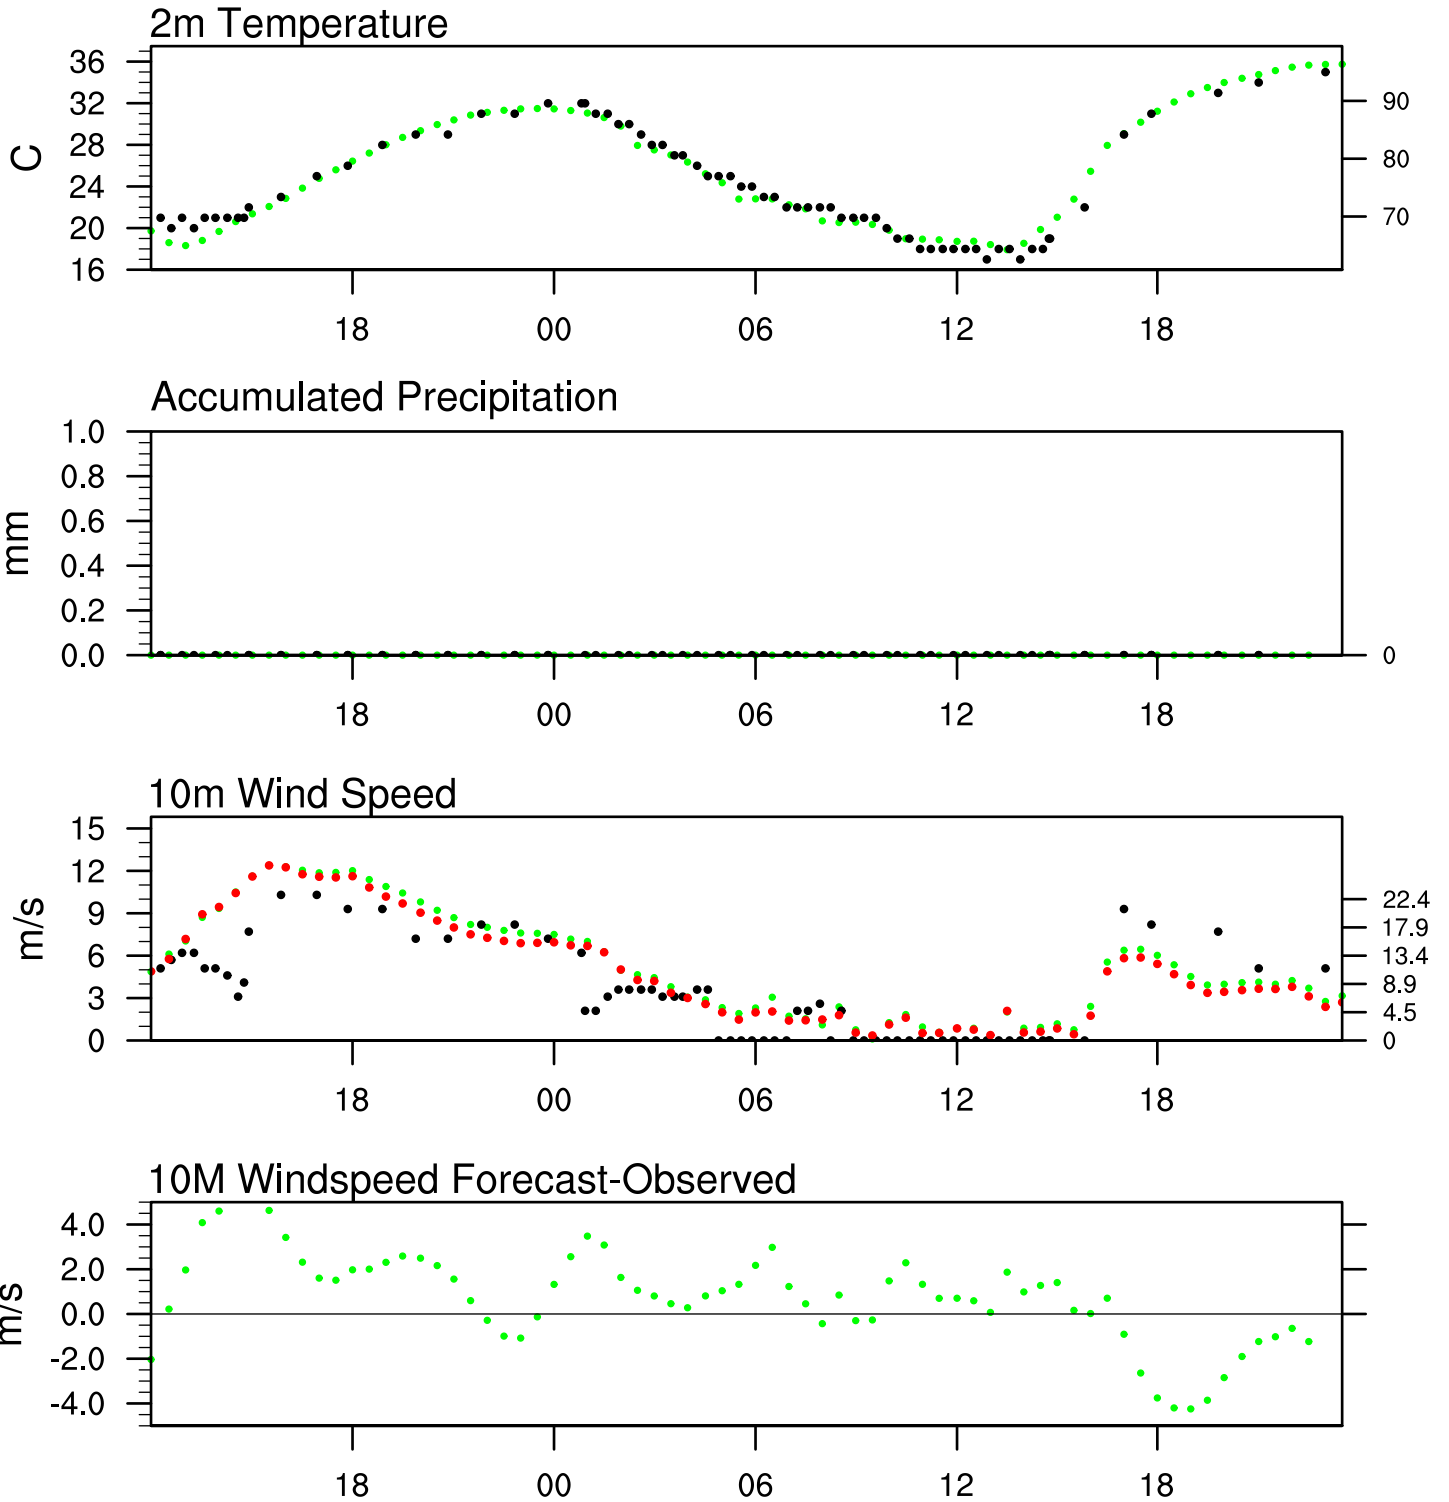 2m Temperature
36
32
28
24
20
16
C
90
80
70
18 00 06 12 18
Accumulated Precipitation
1.0
0.8
0.6
0.4
0.2
0.0
mm
0
18 00 06 12 18
10m Wind Speed
15
12
9
6
3
0
m/s
22.4
17.9
13.4
8.9
4.5
0
18 00 06 12 18
10M Windspeed Forecast-Observed
4.0
2.0
0.0
-2.0
-4.0
m/s
18 00 06 12 18